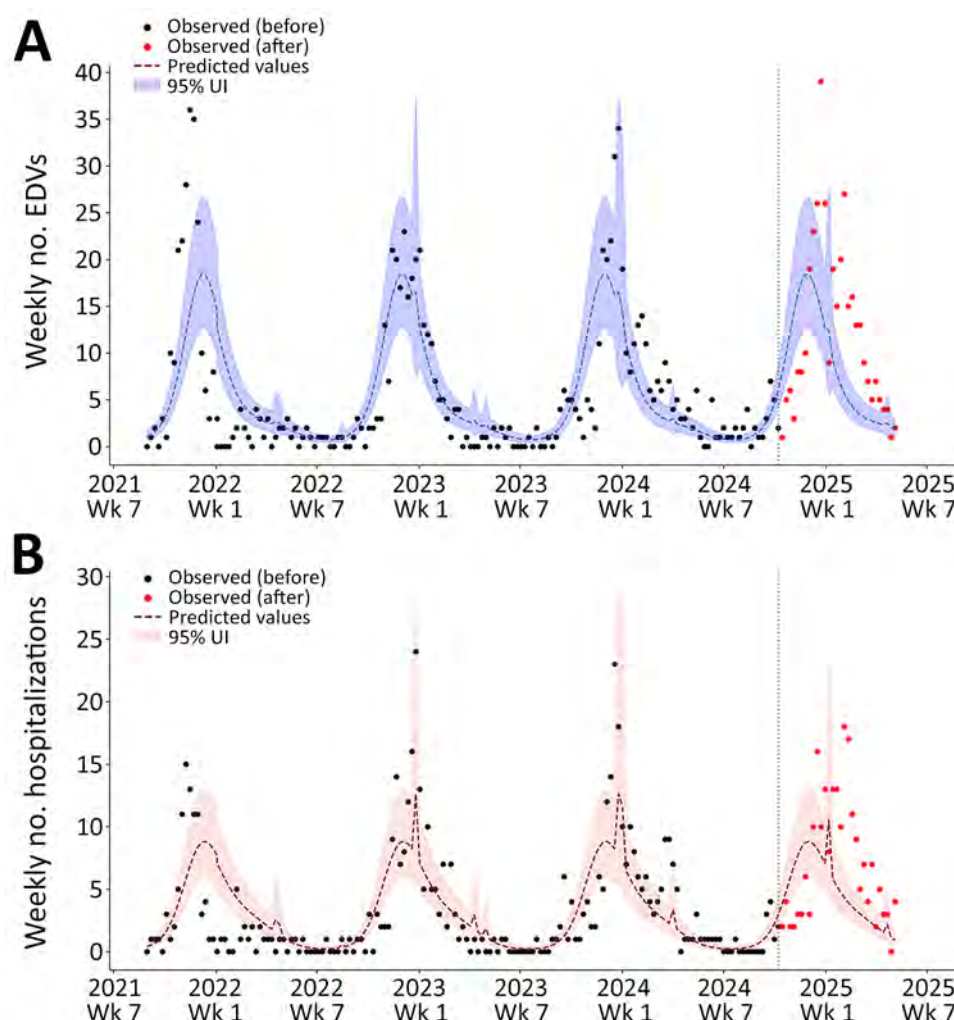 A
Observed (before)
Observed (after)
Predicted values
95% UI
Weekly no. EDVs
40
35
30
25
20
15
10
5
0
2021 2022 2022 2023 2023 2024 2024 2025 2025
Wk 7 Wk 1 Wk 7 Wk 1 Wk 7 Wk 1 Wk 7 Wk 1 Wk 7
B
Observed (before)
Observed (after)
Predicted values
95% UI
Weekly no. hospitalizations
30
25
20
15
10
5
0
2021 2022 2022 2023 2023 2024 2024 2025 2025
Wk 7 Wk 1 Wk 7 Wk 1 Wk 7 Wk 1 Wk 7 Wk 1 Wk 7